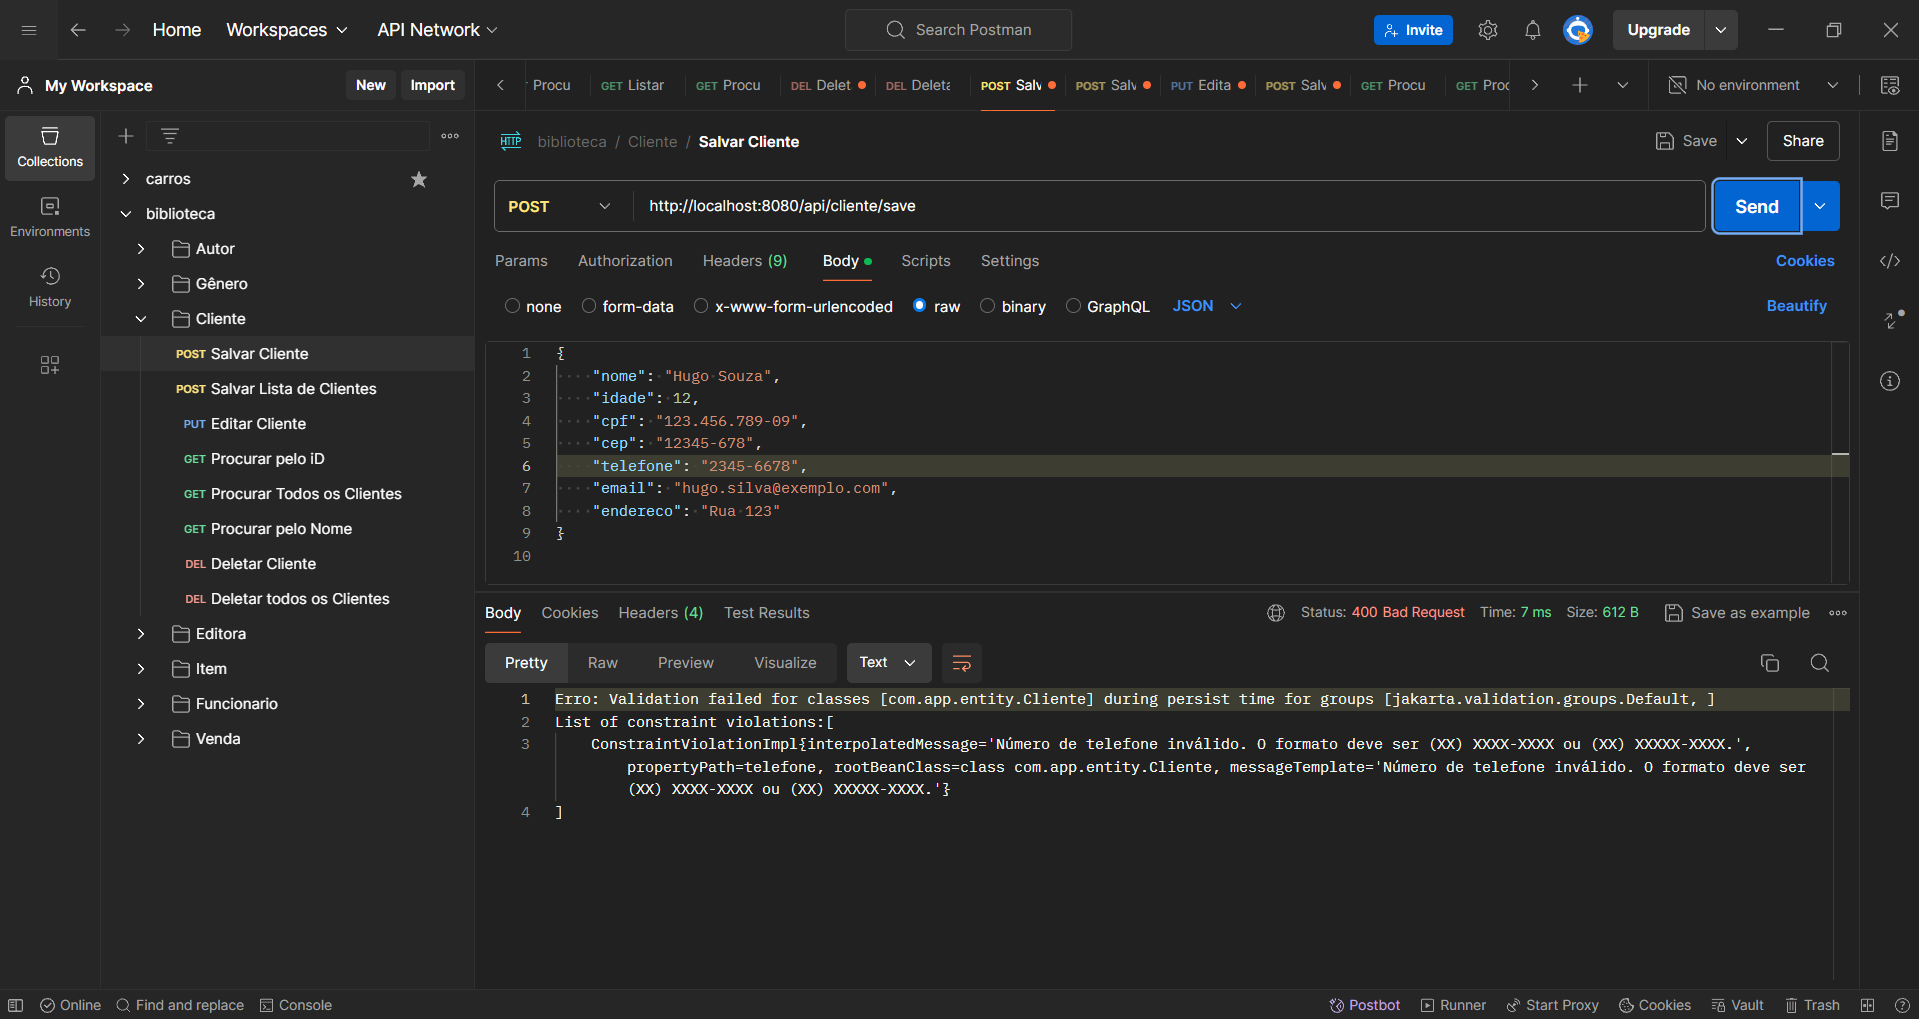 Home
Workspaces
API Network
Search Postman
Invite
Upgrade
My Workspace
New
Import
Procu
GET Listar
GET Procu
DEL Delet
DEL Delet
POST Salv
POST Salv
PUT Edita
POST Salv
GET Procu
GET Proc
No environment
Collections
Environments
History
carros
biblioteca
Autor
Gênero
Cliente
POST Salvar Cliente
POST Salvar Lista de Clientes
PUT Editar Cliente
GET Procurar pelo iD
GET Procurar Todos os Clientes
GET Procurar pelo Nome
DEL Deletar Cliente
DEL Deletar todos os Clientes
Editora
Item
Funcionario
Venda
HTTP biblioteca / Cliente / Salvar Cliente
Save
Share
POST
http://localhost:8080/api/cliente/save
Send
Params
Authorization
Headers (9)
Body
Scripts
Settings
Cookies
none
form-data
x-www-form-urlencoded
raw
binary
GraphQL
JSON
Beautify
1 {
2 "nome": "Hugo Souza",
3 "idade": 12,
4 "cpf": "123.456.789-09",
5 "cep": "12345-678",
6 "telefone": "2345-6678",
7 "email": "hugo.silva@exemplo.com",
8 "endereco": "Rua 123"
9 }
10
Body
Cookies
Headers (4)
Test Results
Status: 400 Bad Request
Time: 7 ms
Size: 612 B
Save as example
Pretty
Raw
Preview
Visualize
Text
1 Erro: Validation failed for classes [com.app.entity.Cliente] during persist time for groups [jakarta.validation.groups.Default, ]
2 List of constraint violations:[
3 ConstraintViolationImpl{interpolatedMessage='Número de telefone inválido. O formato deve ser (XX) XXXX-XXXX ou (XX) XXXXX-XXXX.',
propertyPath=telefone, rootBeanClass=class com.app.entity.Cliente, messageTemplate='Número de telefone inválido. O formato deve ser
(XX) XXXX-XXXX ou (XX) XXXXX-XXXX.'}
4 ]
Online
Find and replace
Console
Postbot
Runner
Start Proxy
Cookies
Vault
Trash